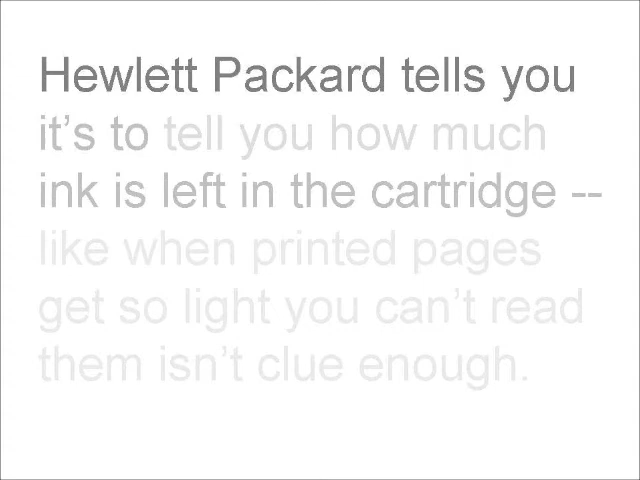 Hewlett Packard tells you
it’s to tell you how much
ink is left in the cartridge --
like when printed pages
get so light you can’t read
them isn’t clue enough.